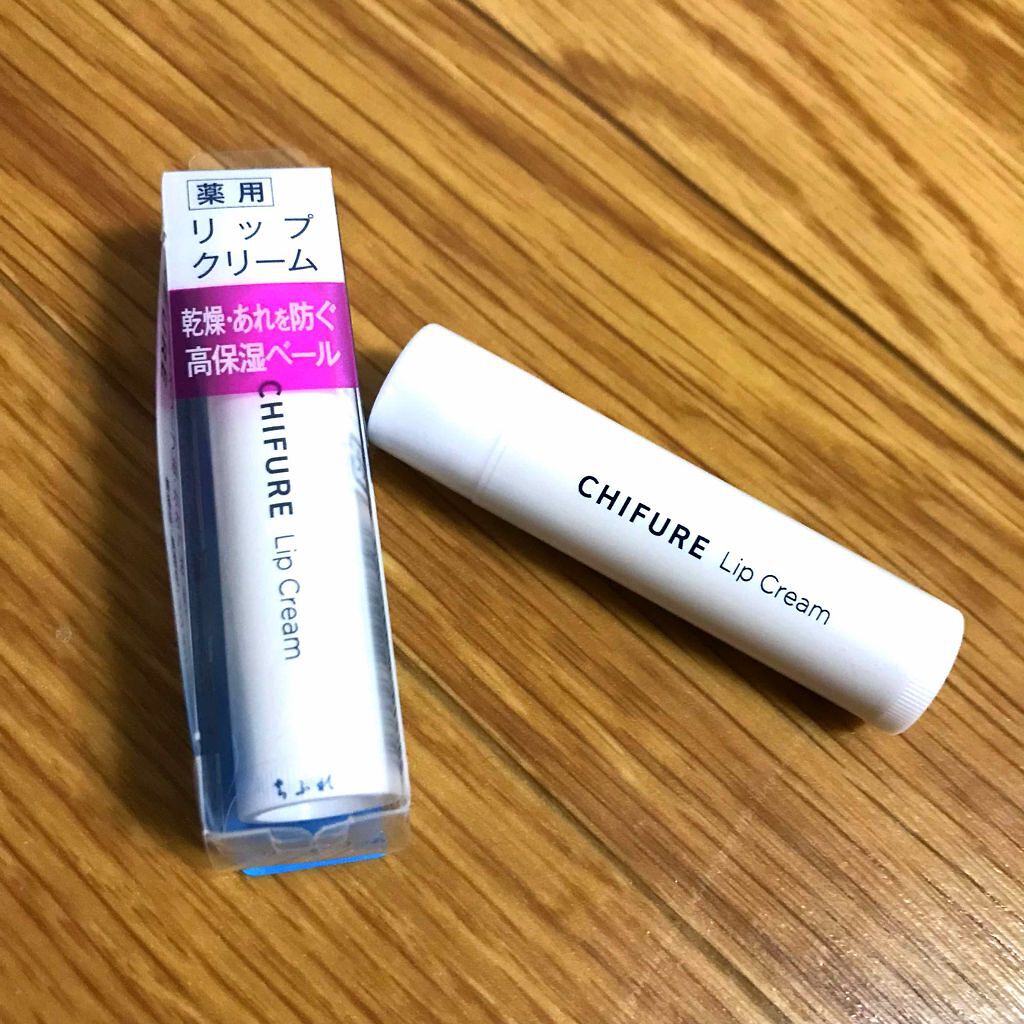 薬用
リップ
クリーム
乾燥・あれを防ぐ
高保湿ベール
CHIFURE Lip Cream
ちふれ
CHIFURE Lip Cream